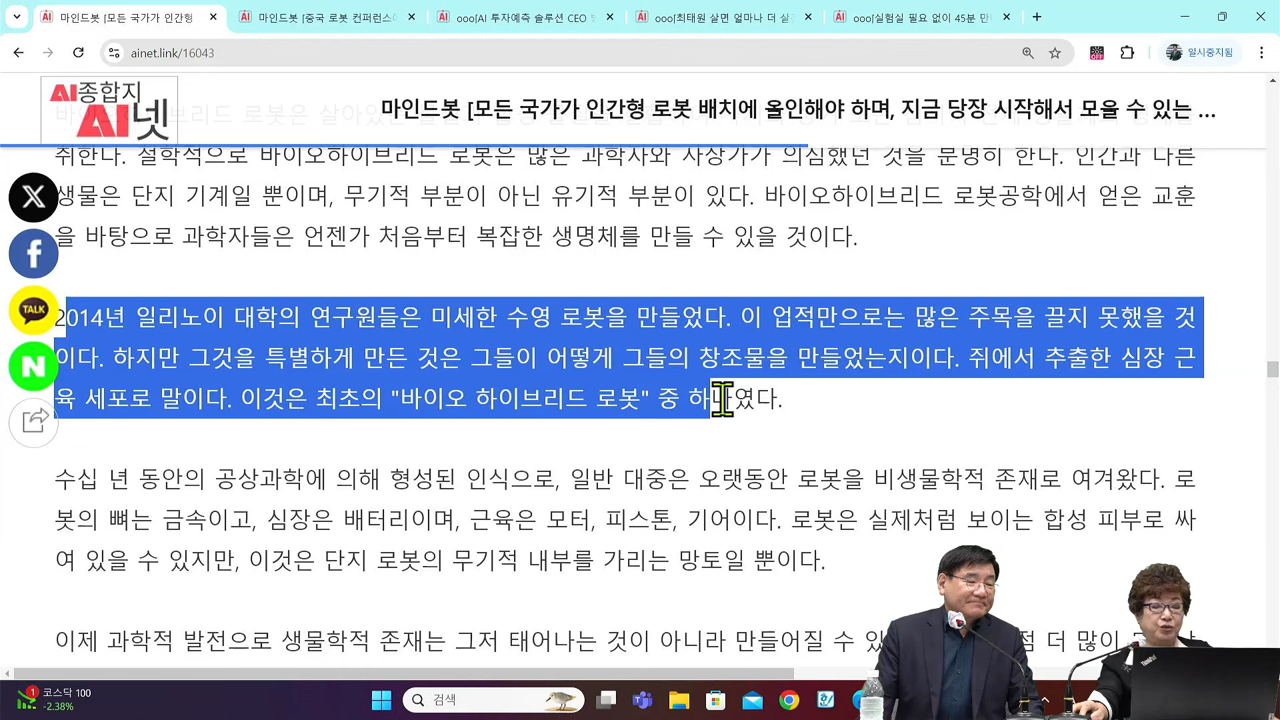 마인드봇 [모든 국가가 인간형
마인드봇 [중국 로봇 컨퍼런스에
ooo[AI 투자예측 솔루션 CEO
ooo[최태원 살면 얼마나 더 살
ooo[실험실 필요 없이 45분 만
ainet.link/16043
OFF
일시중지됨
AI종합지
AI넷
마인드봇 [모든 국가가 인간형 로봇 배치에 올인해야 하며, 지금 당장 시작해서 모을 수 있는 ...
취한다. 철학적으로 바이오하이브리드 로봇은 많은 과학자와 사상가가 의심했던 것을 분명히 한다. 인간과 다른
생물은 단지 기계일 뿐이며, 무기적 부분이 아닌 유기적 부분이 있다. 바이오하이브리드 로봇공학에서 얻은 교훈
을 바탕으로 과학자들은 언젠가 처음부터 복잡한 생명체를 만들 수 있을 것이다.
2014년 일리노이 대학의 연구원들은 미세한 수영 로봇을 만들었다. 이 업적만으로는 많은 주목을 끌지 못했을 것
이다. 하지만 그것을 특별하게 만든 것은 그들이 어떻게 그들의 창조물을 만들었는지이다. 쥐에서 추출한 심장 근
육 세포로 말이다. 이것은 최초의 "바이오 하이브리드 로봇" 중 하나였다.
수십 년 동안의 공상과학에 의해 형성된 인식으로, 일반 대중은 오랫동안 로봇을 비생물학적 존재로 여겨왔다. 로
봇의 뼈는 금속이고, 심장은 배터리이며, 근육은 모터, 피스톤, 기어이다. 로봇은 실제처럼 보이는 합성 피부로 싸
여 있을 수 있지만, 이것은 단지 로봇의 무기적 내부를 가리는 망토일 뿐이다.
이제 과학적 발전으로 생물학적 존재는 그저 태어나는 것이 아니라 만들어질 수 더 많이
X
f
TALK
N
1
코스닥 100
-2.38%
검색
ThinkPad